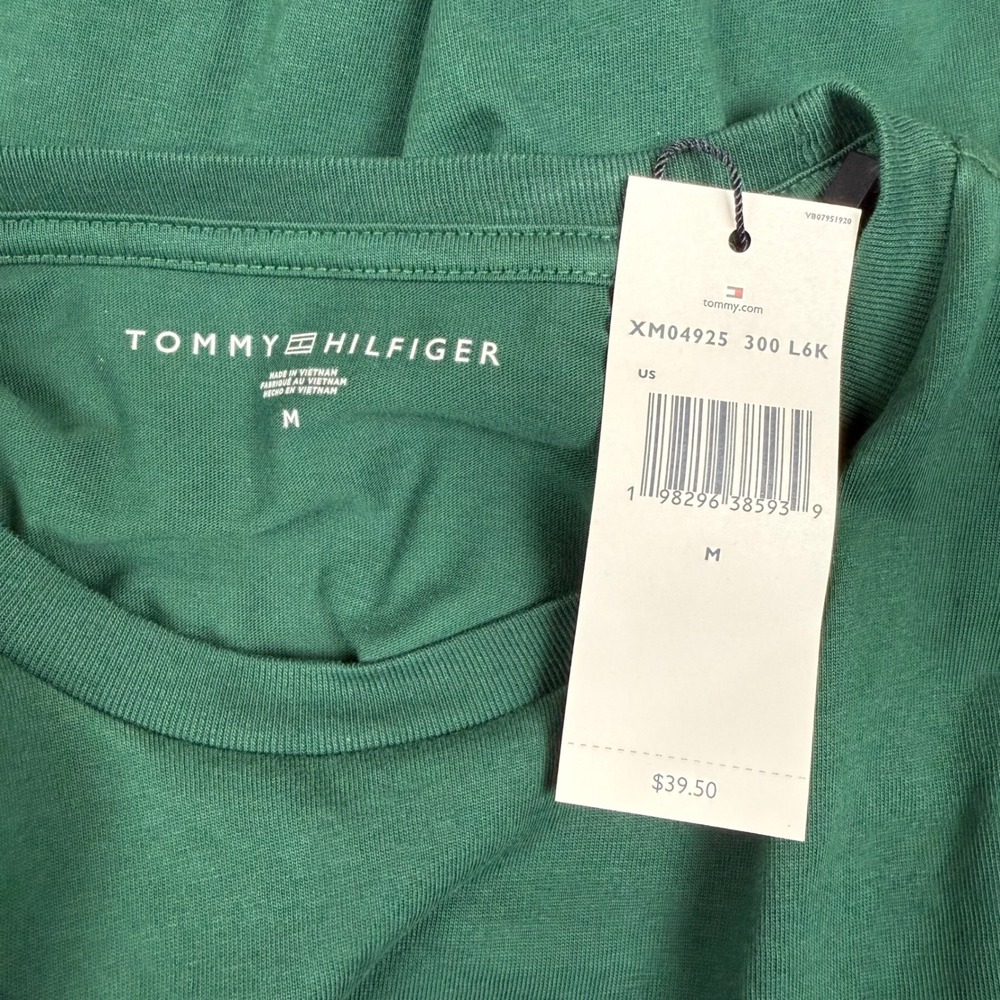 TOMMY HILFIGER
MADE IN VIETNAM
FABRIQUÉ AU VIETNAM
HECHO EN VIETNAM
M
VB07951920
tommy.com
XM04925 300 L6K
US
1 98296 38593 9
M
$39.50